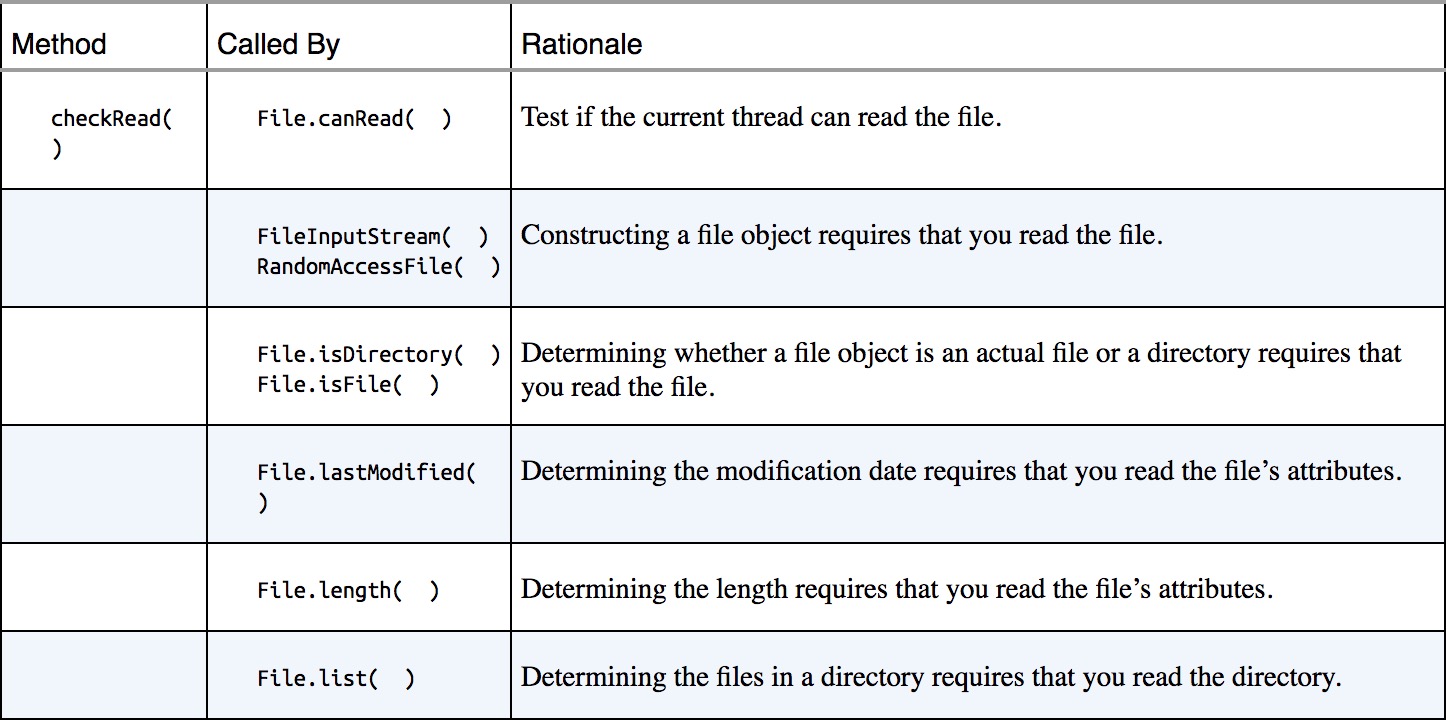 Method Called By Rationale
checkRead( File.canRead(  ) Test if the current thread can read the file.
)
FileInputStream(  ) Constructing a file object requires that you read the file.
RandomAccessFile(  )
File.isDirectory(  ) Determining whether a file object is an actual file or a directory requires that
File.isFile(  ) you read the file.
File.lastModified( Determining the modification date requires that you read the file’s attributes.
)
File.length(  ) Determining the length requires that you read the file’s attributes.
File.list(  ) Determining the files in a directory requires that you read the directory.